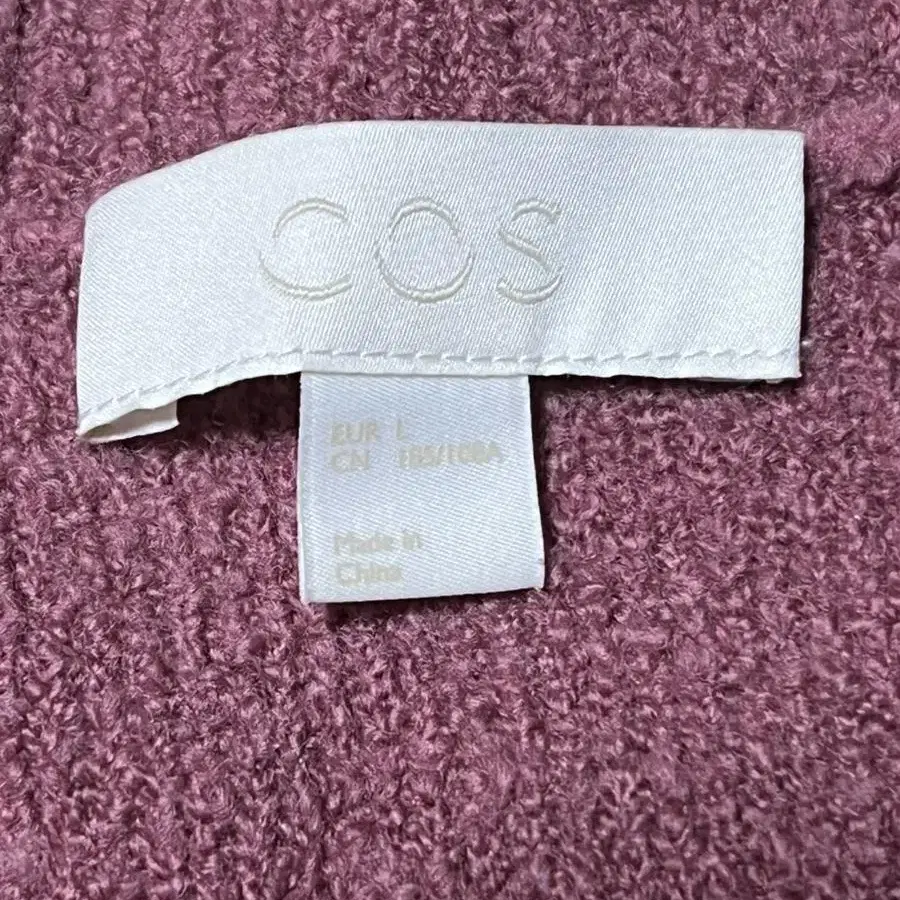 COS
EUR L
CN 185/108A
Made in
China